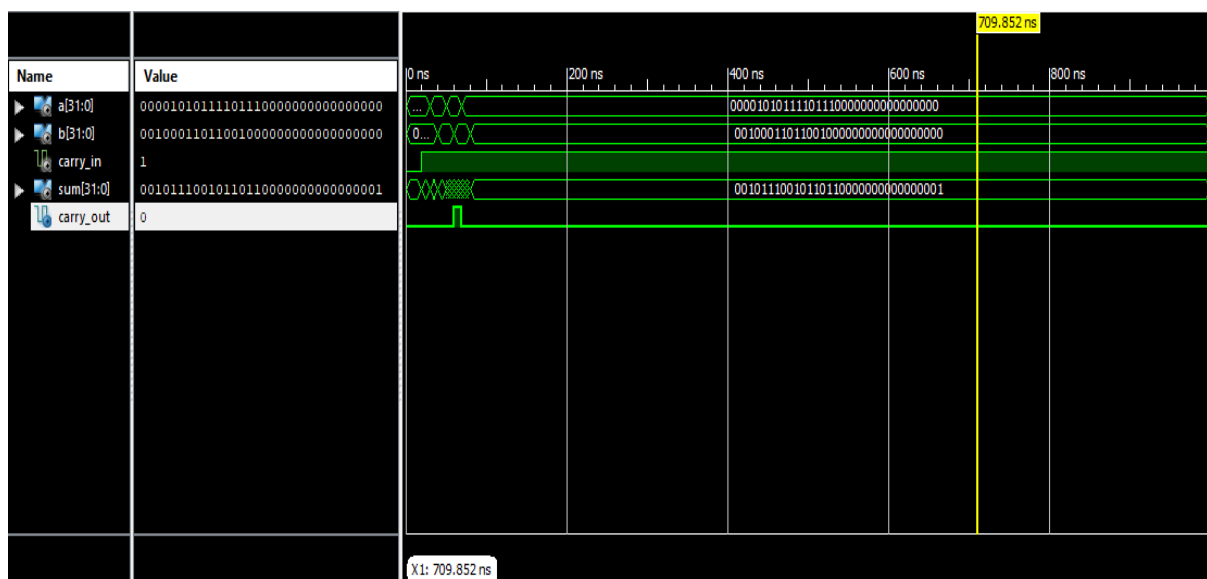 709.852 ns
Name Value 0 ns 200 ns 400 ns 600 ns 800 ns
a[31:0] 00001010111101110000000000000000 ... 00001010111101110000000000000000
b[31:0] 00100011011001000000000000000000 0... 00100011011001000000000000000000
carry_in 1
sum[31:0] 00101110010110110000000000000001 00101110010110110000000000000001
carry_out 0
X1: 709.852 ns